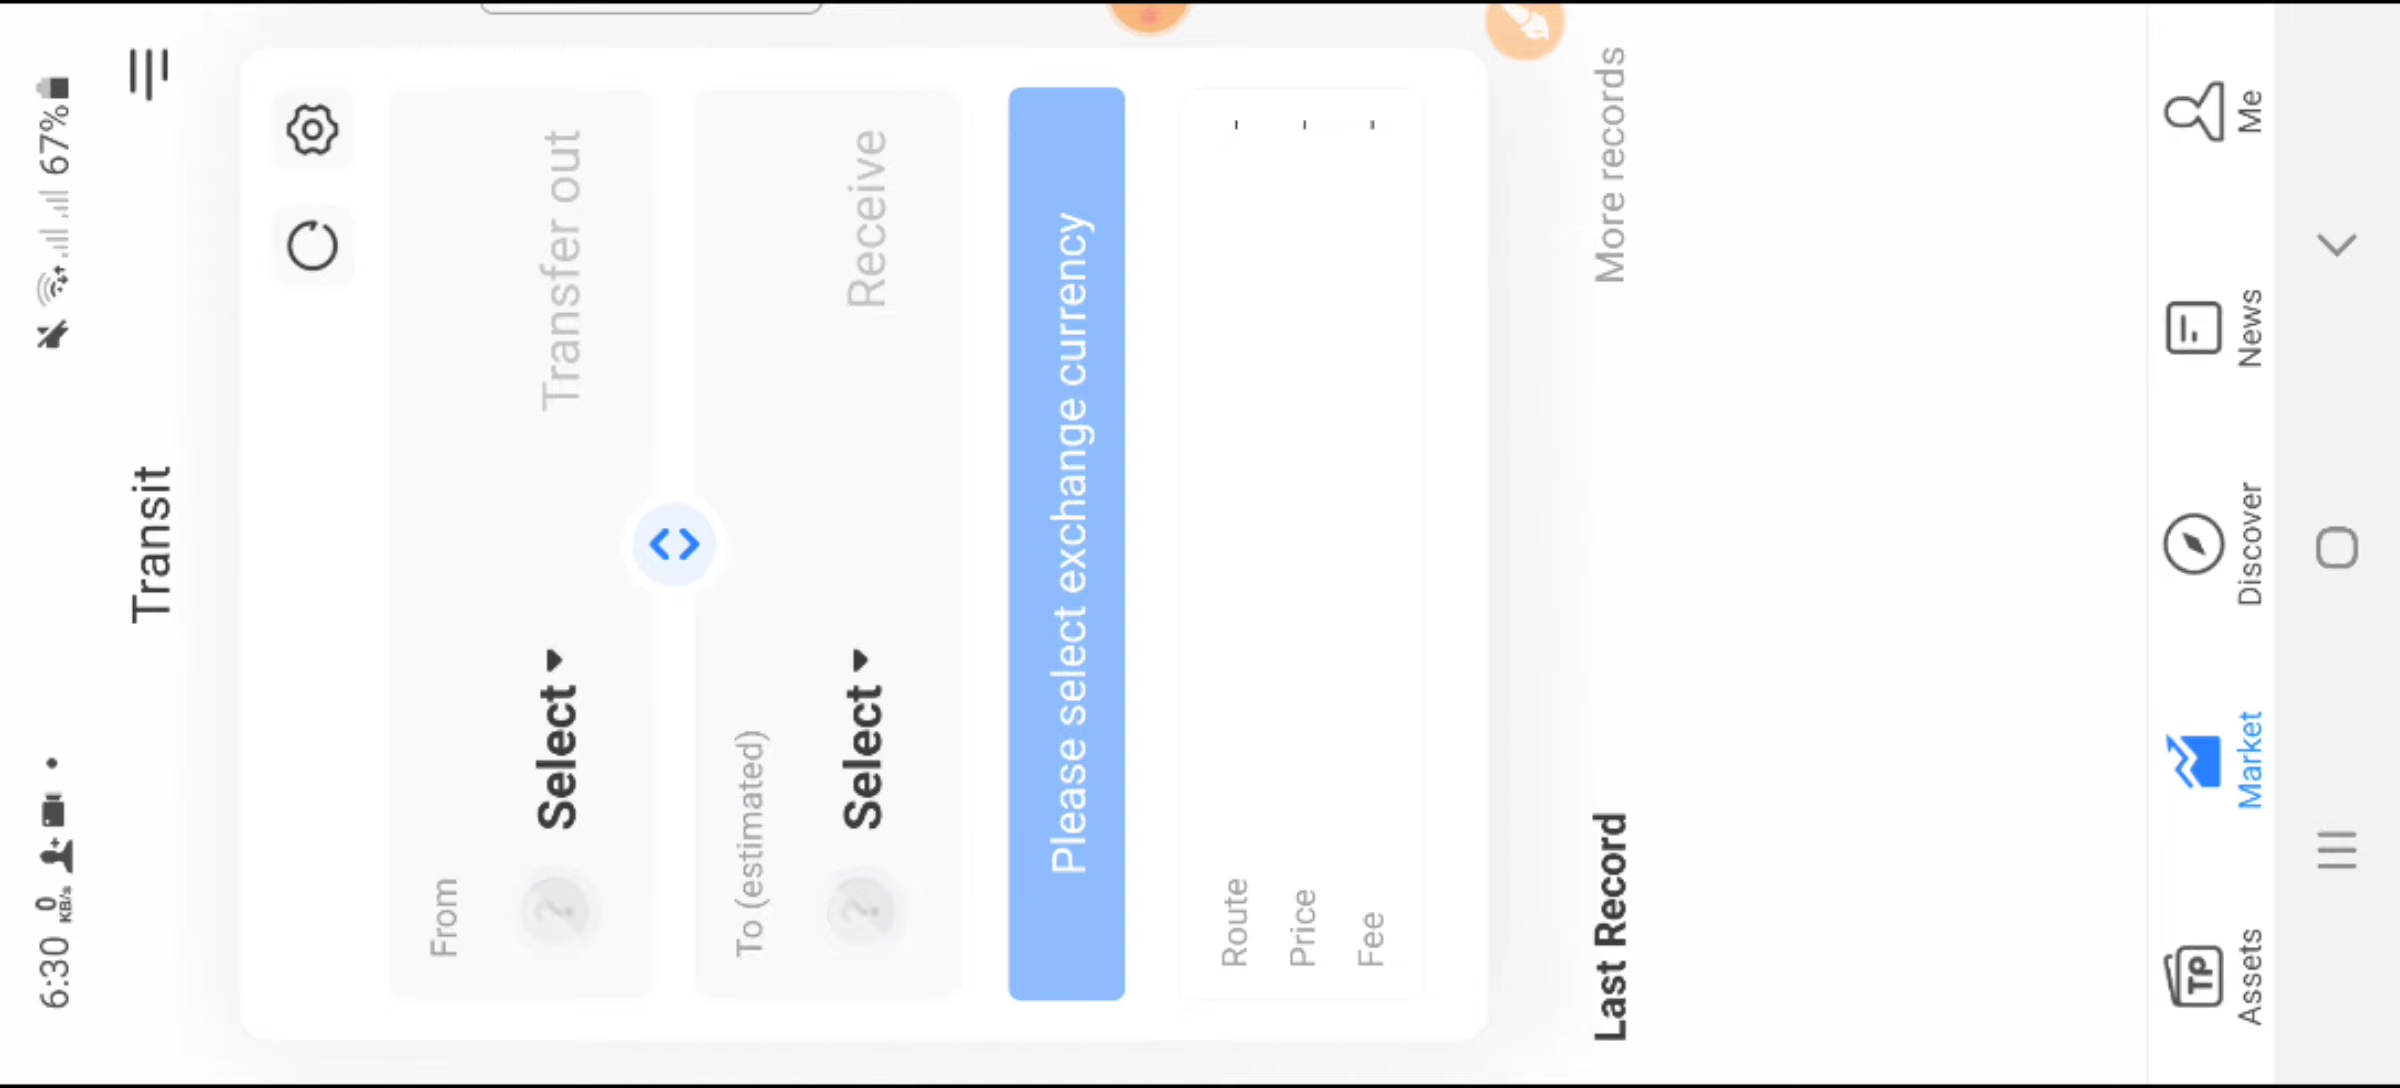 6:30 0 KB/s 67%
Transit
From
Select Transfer out
To (estimated)
Select Receive
Please select exchange currency
Route -
Price -
Fee -
Last Record More records
TP
Assets Market Discover News Me